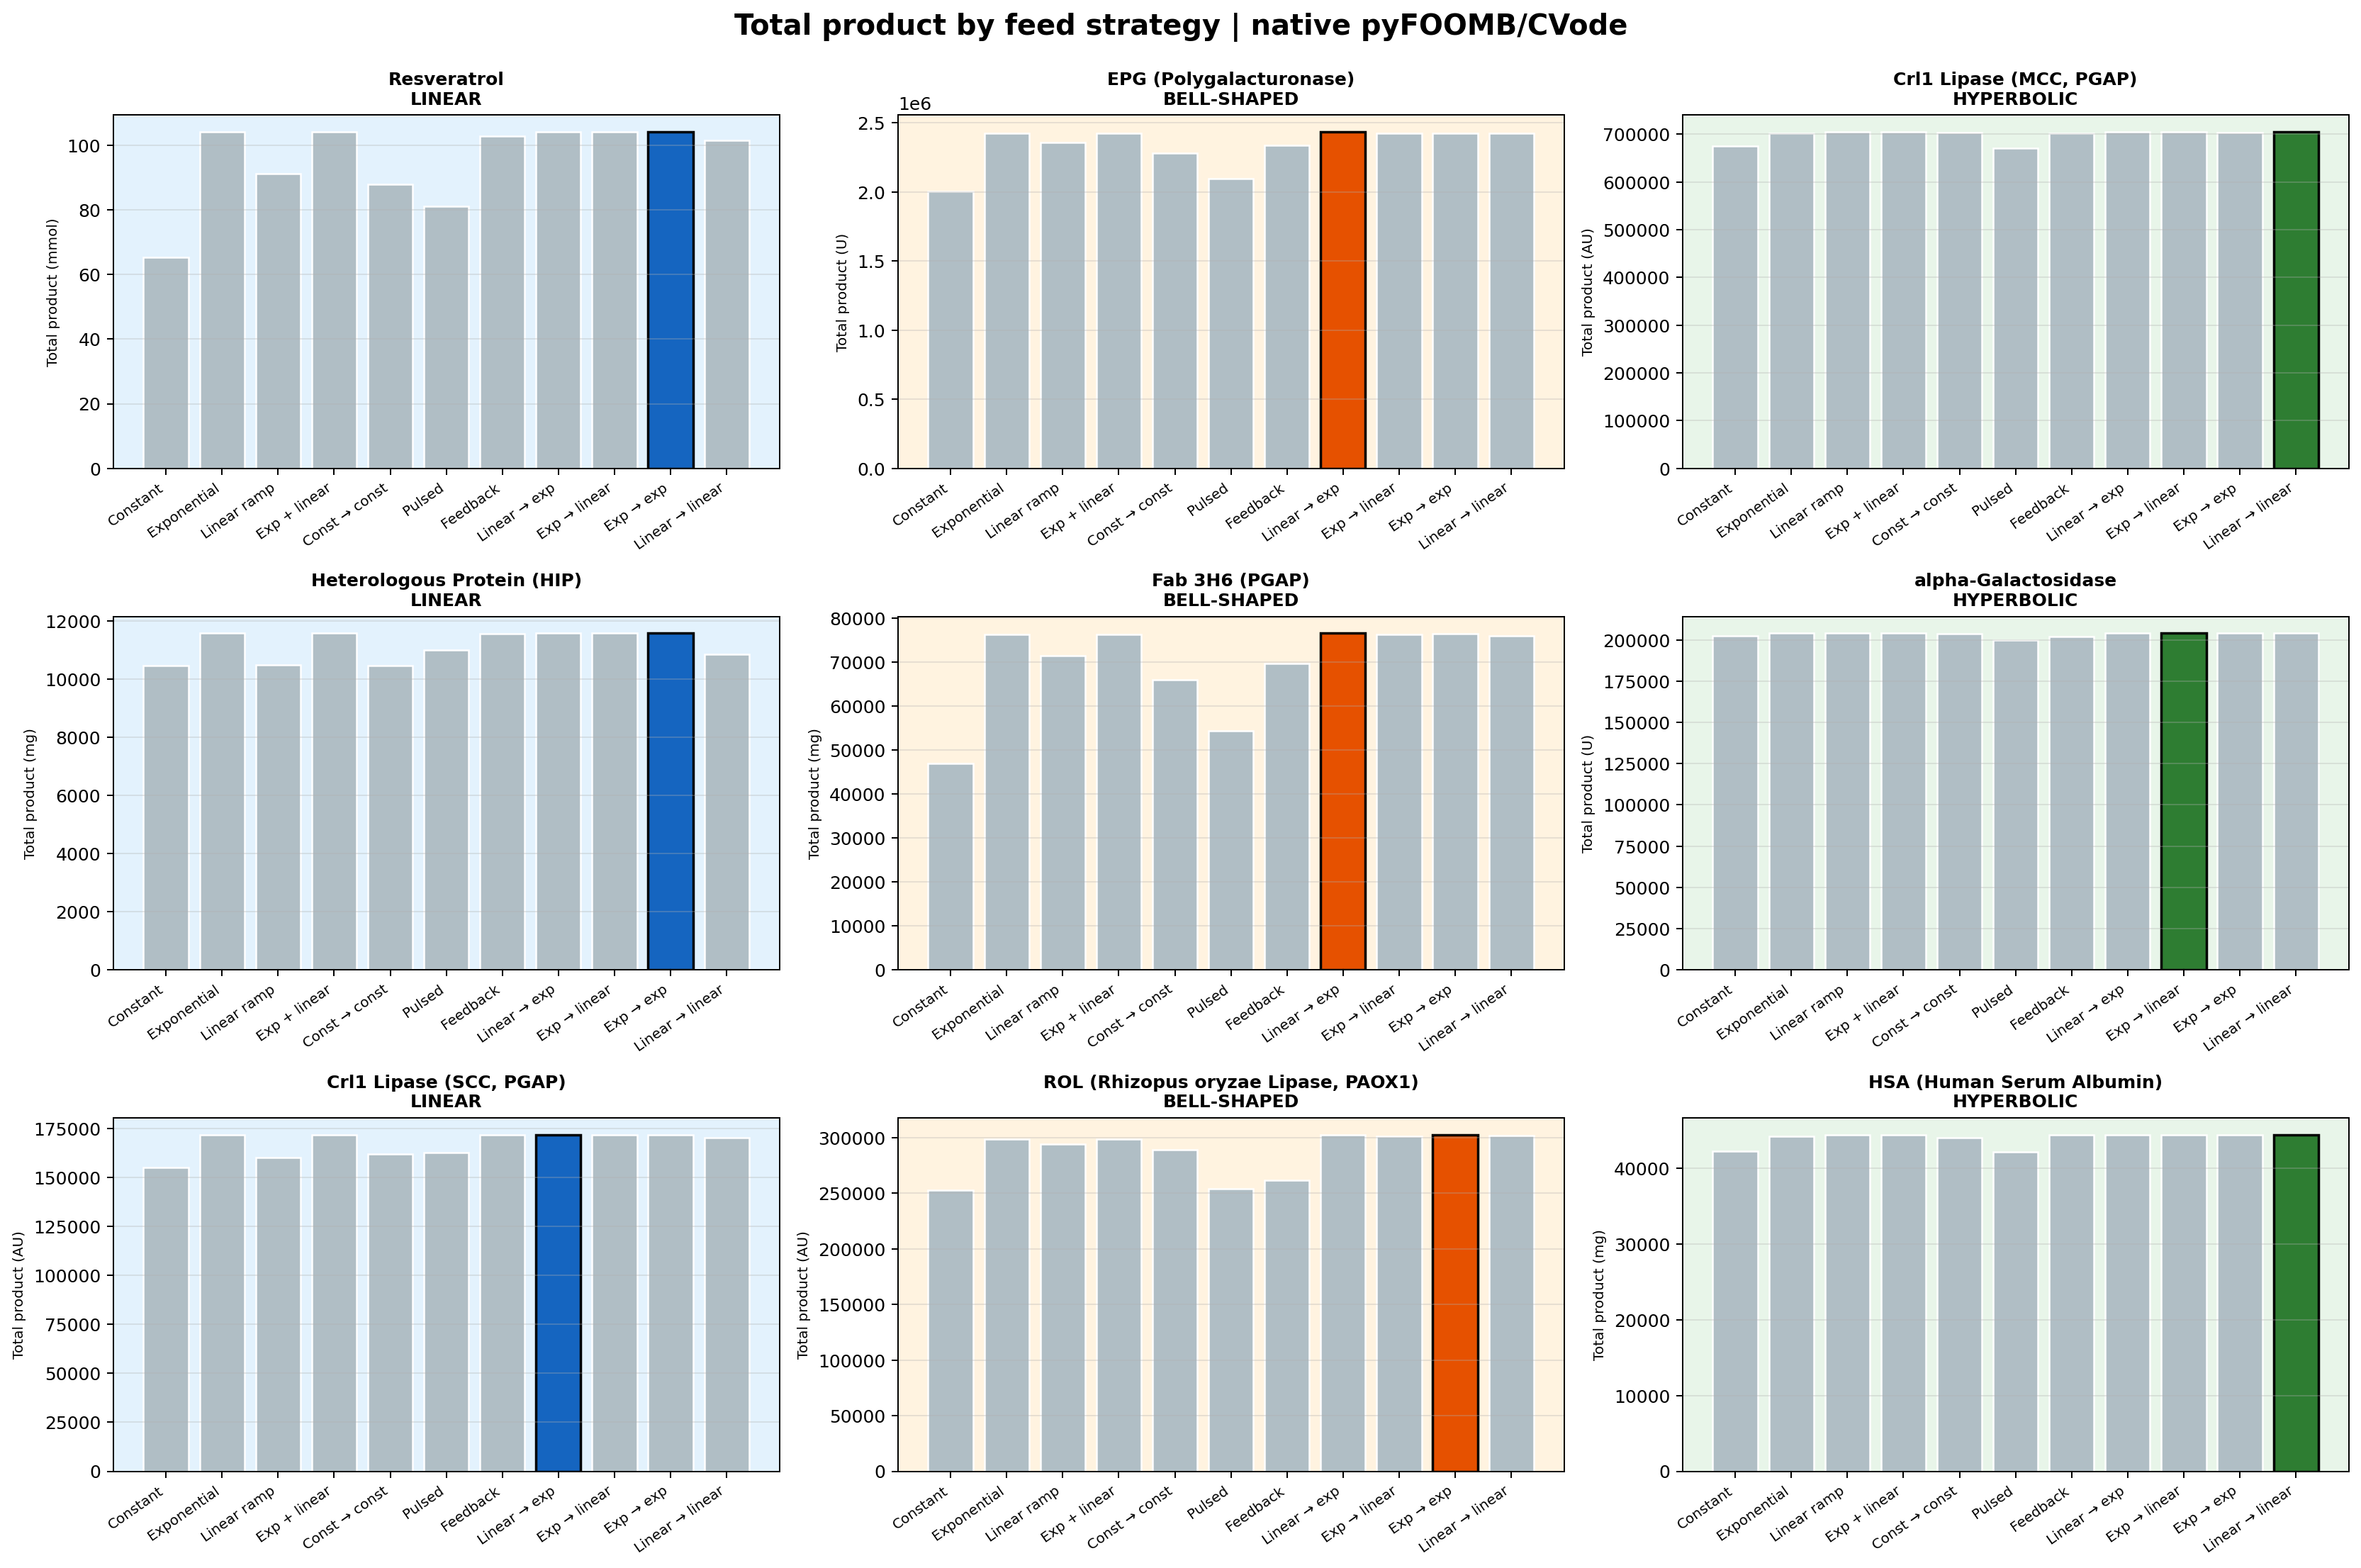 Total product by feed strategy | native pyFOOMB/CVode
Resveratrol
LINEAR
Total product (mmol)
100
80
60
40
20
0
Constant
Exponential
Linear ramp
Exp + linear
Const → const
Pulsed
Feedback
Linear → exp
Exp → linear
Exp → exp
Linear → linear
EPG (Polygalacturonase)
BELL-SHAPED
1e6
Total product (U)
2.5
2.0
1.5
1.0
0.5
0.0
Constant
Exponential
Linear ramp
Exp + linear
Const → const
Pulsed
Feedback
Linear → exp
Exp → linear
Exp → exp
Linear → linear
Crl1 Lipase (MCC, PGAP)
HYPERBOLIC
Total product (AU)
700000
600000
500000
400000
300000
200000
100000
0
Constant
Exponential
Linear ramp
Exp + linear
Const → const
Pulsed
Feedback
Linear → exp
Exp → linear
Exp → exp
Linear → linear
Heterologous Protein (HIP)
LINEAR
Total product (mg)
12000
10000
8000
6000
4000
2000
0
Constant
Exponential
Linear ramp
Exp + linear
Const → const
Pulsed
Feedback
Linear → exp
Exp → linear
Exp → exp
Linear → linear
Fab 3H6 (PGAP)
BELL-SHAPED
Total product (mg)
80000
70000
60000
50000
40000
30000
20000
10000
0
Constant
Exponential
Linear ramp
Exp + linear
Const → const
Pulsed
Feedback
Linear → exp
Exp → linear
Exp → exp
Linear → linear
alpha-Galactosidase
HYPERBOLIC
Total product (U)
200000
175000
150000
125000
100000
75000
50000
25000
0
Constant
Exponential
Linear ramp
Exp + linear
Const → const
Pulsed
Feedback
Linear → exp
Exp → linear
Exp → exp
Linear → linear
Crl1 Lipase (SCC, PGAP)
LINEAR
Total product (AU)
175000
150000
125000
100000
75000
50000
25000
0
Constant
Exponential
Linear ramp
Exp + linear
Const → const
Pulsed
Feedback
Linear → exp
Exp → linear
Exp → exp
Linear → linear
ROL (Rhizopus oryzae Lipase, PAOX1)
BELL-SHAPED
Total product (AU)
300000
250000
200000
150000
100000
50000
0
Constant
Exponential
Linear ramp
Exp + linear
Const → const
Pulsed
Feedback
Linear → exp
Exp → linear
Exp → exp
Linear → linear
HSA (Human Serum Albumin)
HYPERBOLIC
Total product (mg)
40000
30000
20000
10000
0
Constant
Exponential
Linear ramp
Exp + linear
Const → const
Pulsed
Feedback
Linear → exp
Exp → linear
Exp → exp
Linear → linear